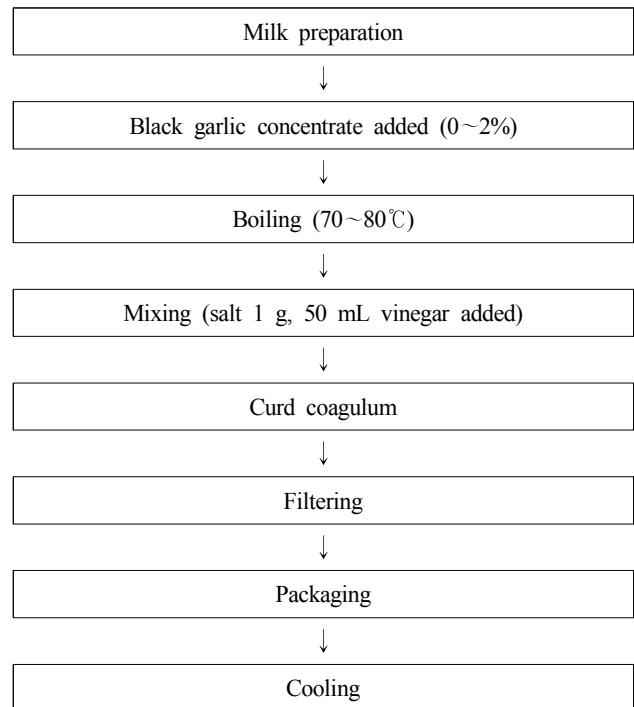 Milk preparation
↓
Black garlic concentrate added (0～2%)
↓
Boiling (70～80℃)
↓
Mixing (salt 1 g, 50 mL vinegar added)
↓
Curd coagulum
↓
Filtering
↓
Packaging
↓
Cooling